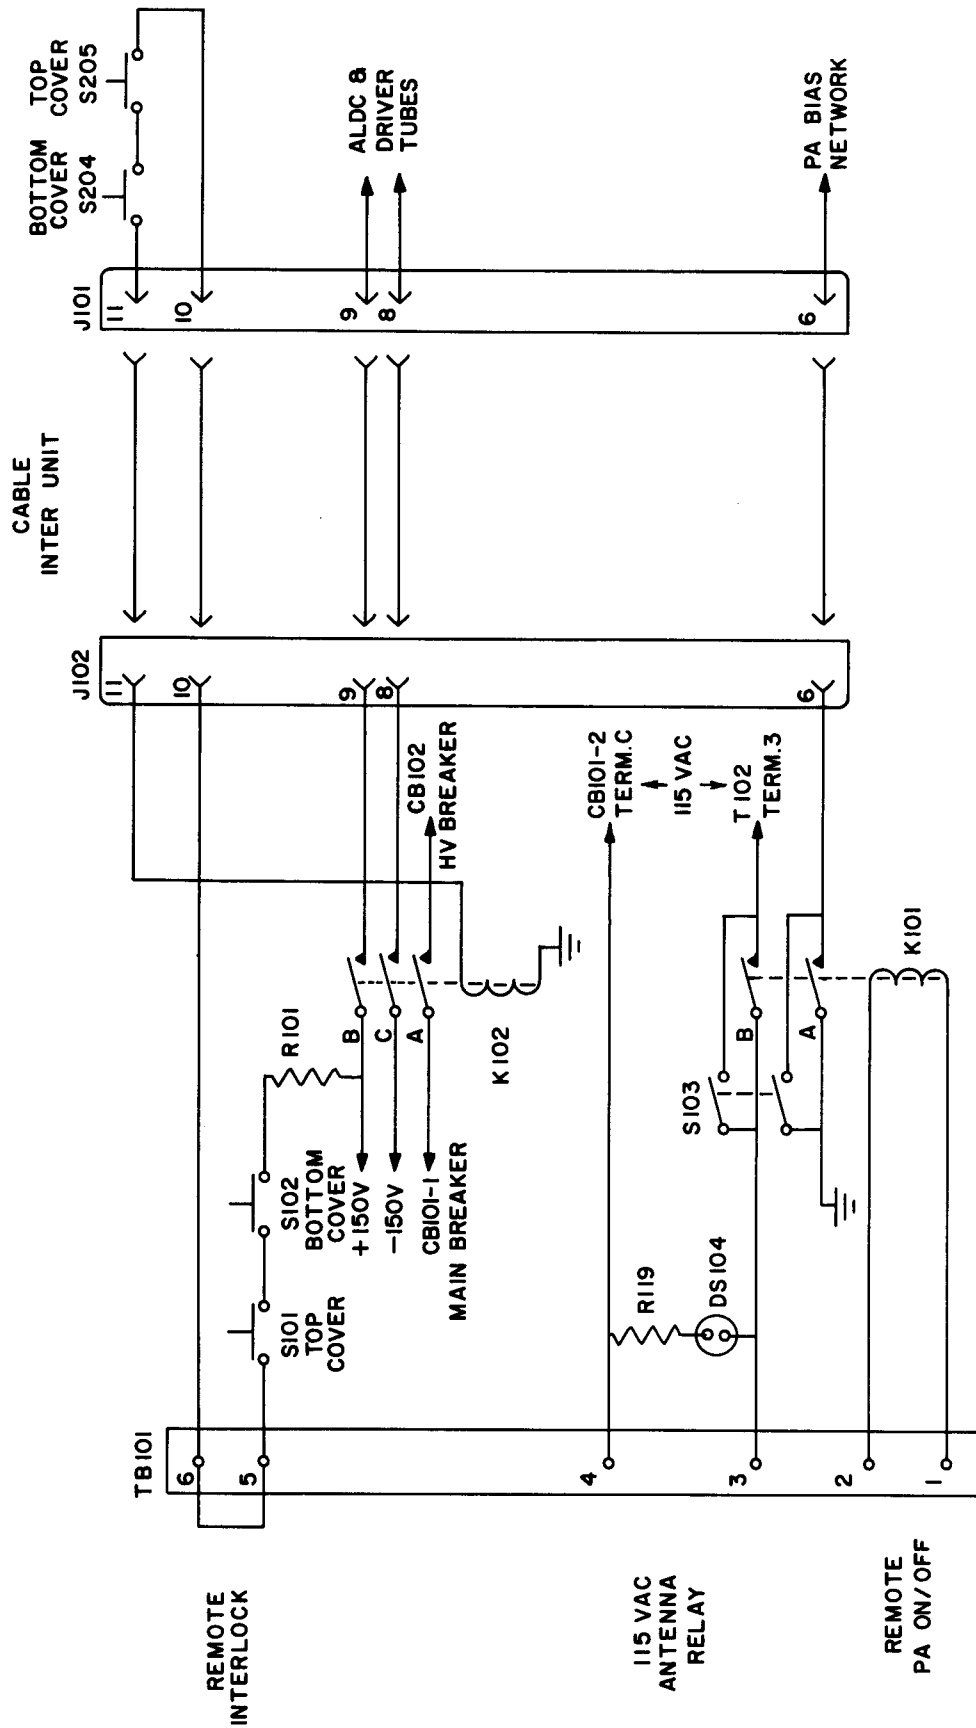 REMOTE
INTERLOCK
115 VAC
ANTENNA
RELAY
REMOTE
PA ON/OFF
TB101
6
5
4
3
2
1
S101
TOP
COVER
S102
BOTTOM
COVER
R101
+150V
-150V
CB101-1
MAIN BREAKER
B
C
A
K102
CB102
HV BREAKER
R119
DS104
S103
B
A
K101
CB101-2
TERM.C
115 VAC
T102
TERM.3
J102
11
10
9
8
6
CABLE
INTER UNIT
J101
11
10
9
8
6
BOTTOM
COVER
S204
TOP
COVER
S205
ALDC &
DRIVER
TUBES
PA BIAS
NETWORK